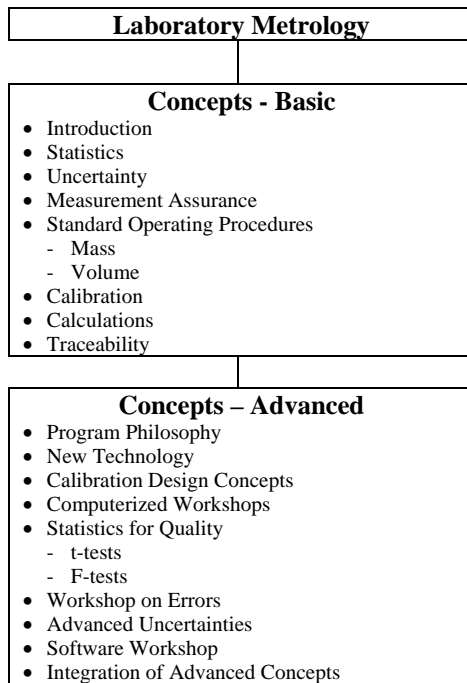 Laboratory Metrology
Concepts - Basic
• Introduction
• Statistics
• Uncertainty
• Measurement Assurance
• Standard Operating Procedures
- Mass
- Volume
• Calibration
• Calculations
• Traceability
Concepts – Advanced
• Program Philosophy
• New Technology
• Calibration Design Concepts
• Computerized Workshops
• Statistics for Quality
- t-tests
- F-tests
• Workshop on Errors
• Advanced Uncertainties
• Software Workshop
• Integration of Advanced Concepts